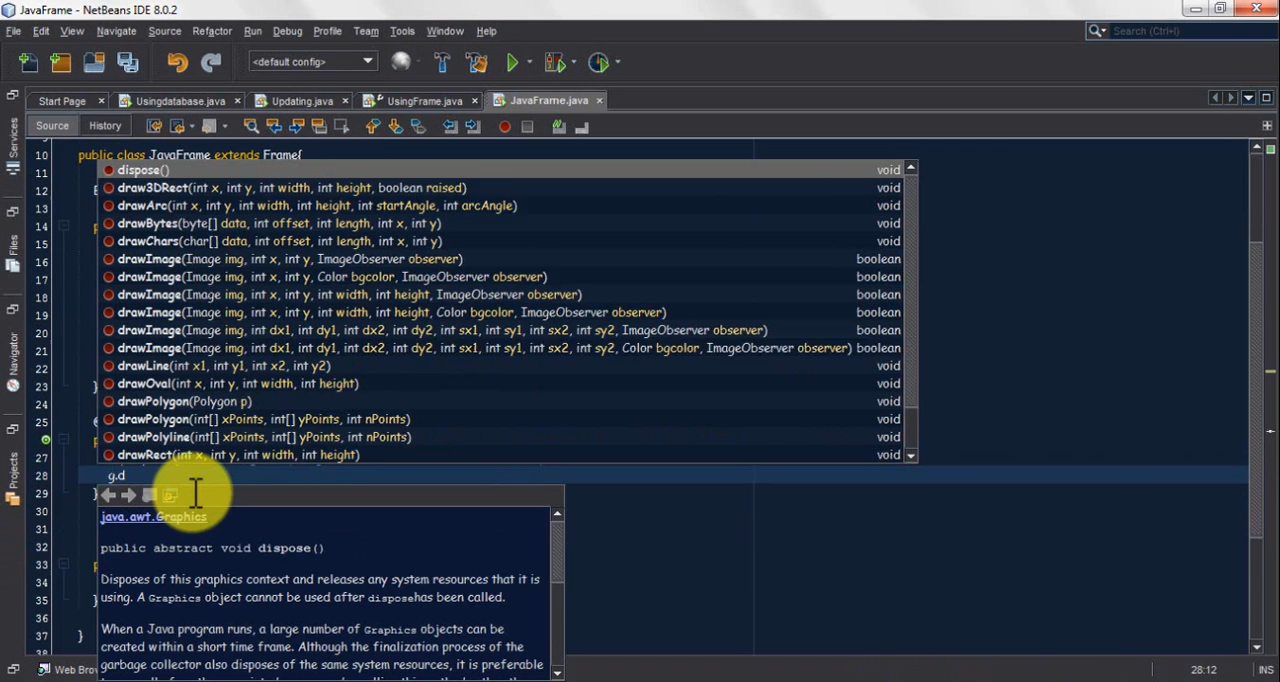 JavaFrame - NetBeans IDE 8.0.2
File Edit View Navigate Source Refactor Run Debug Profile Team Tools Window Help
Search (Ctrl+I)
<default config>
Start Page Usingdatabase.java Updating.java UsingFrame.java JavaFrame.java
Source History
Services
Files
Navigator
Projects
10 public class JavaFrame extends Frame{
11 dispose() void
12 draw3DRect(int x, int y, int width, int height, boolean raised) void
13 drawArc(int x, int y, int width, int height, int startAngle, int arcAngle) void
14 drawBytes(byte[] data, int offset, int length, int x, int y) void
15 drawChars(char[] data, int offset, int length, int x, int y) void
16 drawImage(Image img, int x, int y, ImageObserver observer) boolean
17 drawImage(Image img, int x, int y, Color bgcolor, ImageObserver observer) boolean
18 drawImage(Image img, int x, int y, int width, int height, ImageObserver observer) boolean
19 drawImage(Image img, int x, int y, int width, int height, Color bgcolor, ImageObserver observer) boolean
20 drawImage(Image img, int dx1, int dy1, int dx2, int dy2, int sx1, int sy1, int sx2, int sy2, ImageObserver observer) boolean
21 drawImage(Image img, int dx1, int dy1, int dx2, int dy2, int sx1, int sy1, int sx2, int sy2, Color bgcolor, ImageObserver observer) boolean
22 drawLine(int x1, int y1, int x2, int y2) void
23 } drawOval(int x, int y, int width, int height) void
24 drawPolygon(Polygon p) void
25 drawPolygon(int[] xPoints, int[] yPoints, int nPoints) void
drawPolyline(int[] xPoints, int[] yPoints, int nPoints) void
27 drawRect(int x, int y, int width, int height) void
28 g.d
29 }
30 java.awt.Graphics
31
32 public abstract void dispose()
33
34 Disposes of this graphics context and releases any system resources that it is
35 } using. A Graphics object cannot be used after disposehas been called.
36 When a Java program runs, a large number of Graphics objects can be
37 } created within a short time frame. Although the finalization process of the
38 garbage collector also disposes of the same system resources, it is preferable
Web Brow 28:12 INS